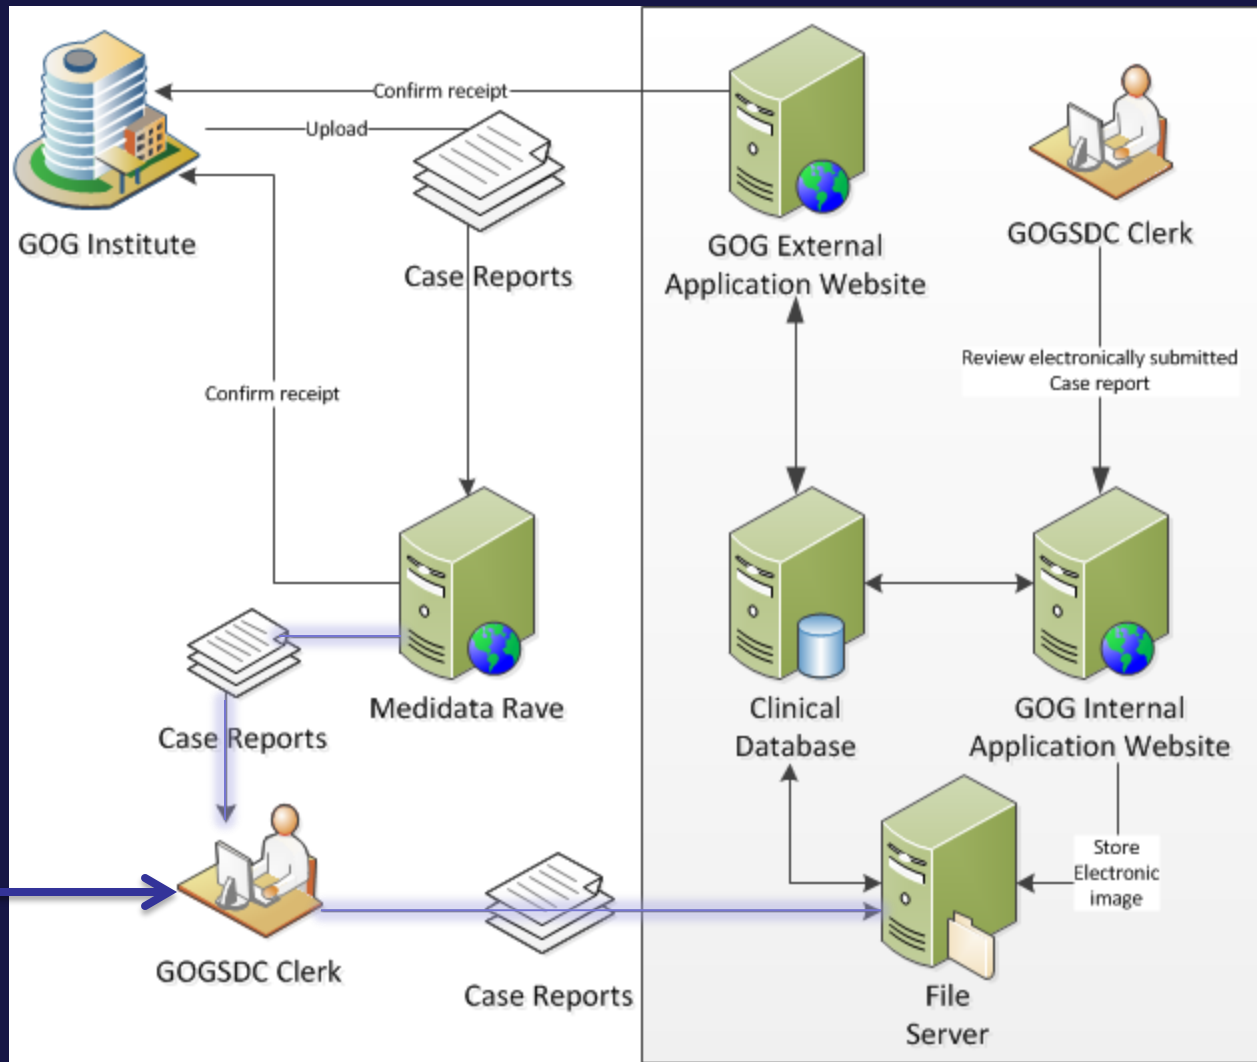 Confirm receipt
Upload
GOG Institute
Case Reports
GOG External
Application Website
GOGSDC Clerk
Review electronically submitted
Case report
Confirm receipt
Case Reports
Medidata Rave
Clinical
Database
GOG Internal
Application Website
Store
Electronic
image
GOGSDC Clerk
Case Reports
File
Server